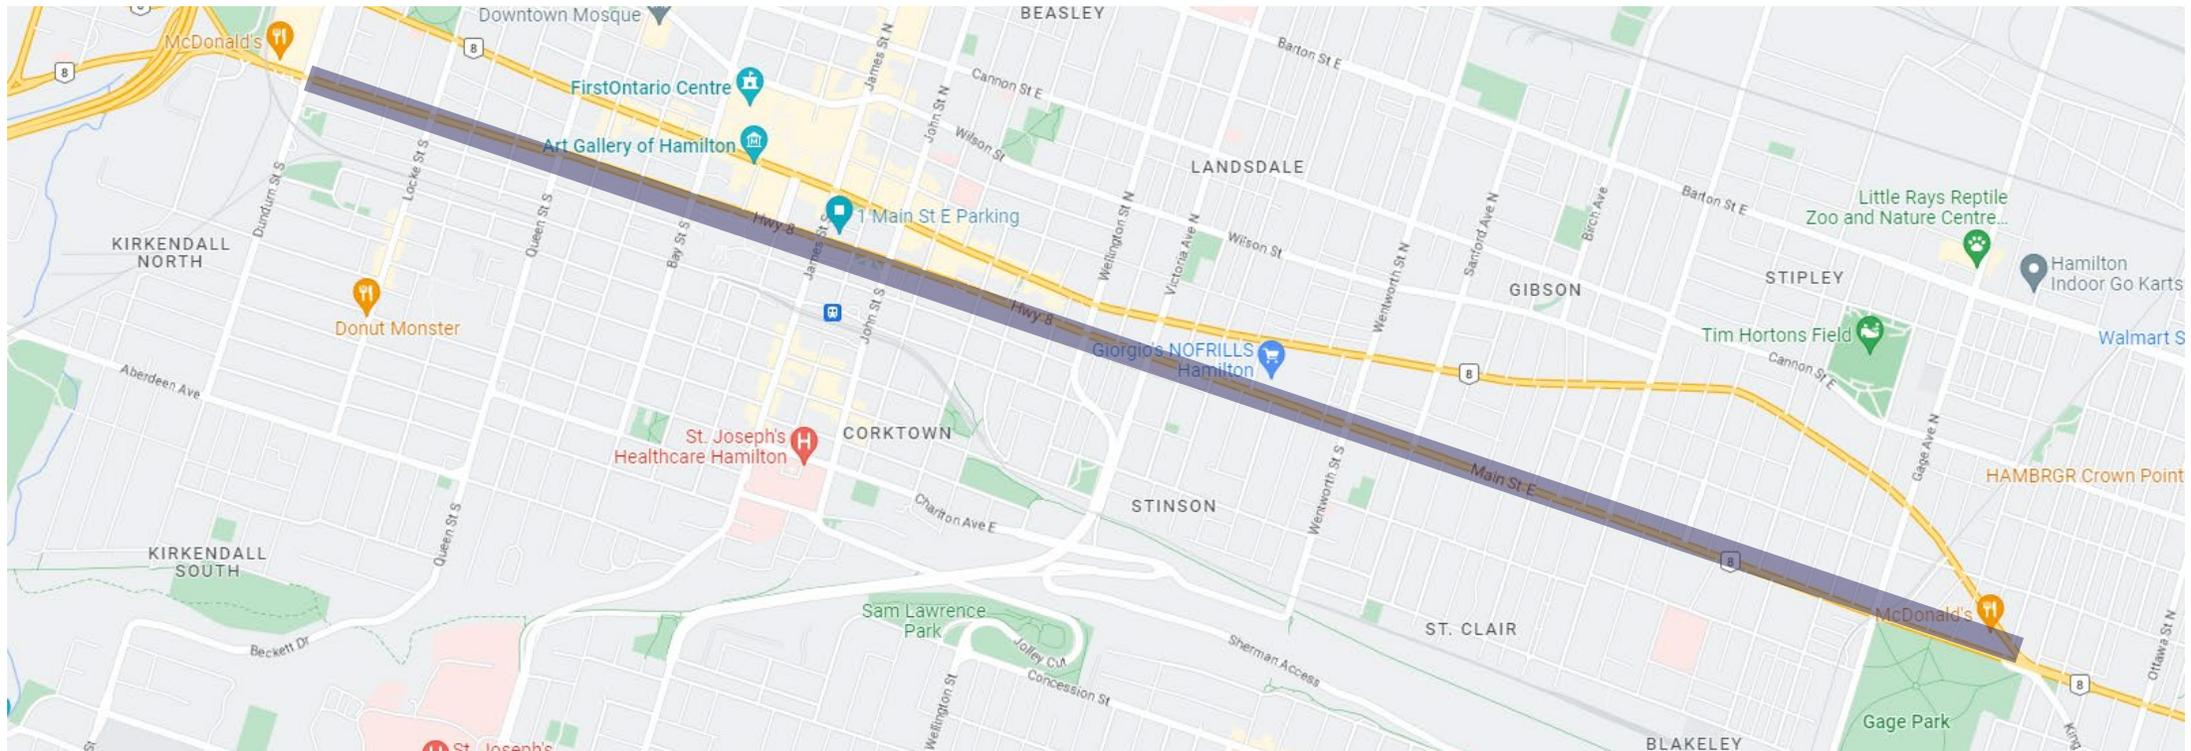 Downtown Mosque
BEASLEY
McDonald's
8
8
8
Barton St E
James St N
FirstOntario Centre
Cannon St E
John St N
Wilson St
Art Gallery of Hamilton
LANDSDALE
Dundurn St S
Locke St S
Queen St S
Bay St S
Hwy 8
1 Main St E Parking
James St S
Wellington St N
Victoria Ave N
Wilson St
Wentworth St N
Sanford Ave N
Birch Ave
Barton St E
Little Rays Reptile
Zoo and Nature Centre...
KIRKENDALL
NORTH
STIPLEY
Hamilton
Indoor Go Karts
GIBSON
Donut Monster
John St S
Hwy 8
Giorgio's NOFRILLS
Hamilton
Tim Hortons Field
Walmart S
Cannon St E
8
Aberdeen Ave
St. Joseph's
Healthcare Hamilton
H
CORKTOWN
Gage Ave N
HAMBRGR Crown Point
Main St E
Wentworth St S
STINSON
Charlton Ave E
Queen St S
KIRKENDALL
SOUTH
8
Sam Lawrence
Park
McDonald's
ST. CLAIR
Beckett Dr
Jolley Cut
Sherman Access
Ottawa St N
Concession St
Wellington St
8
Gage Park
King
BLAKELEY
St
St. Joseph's